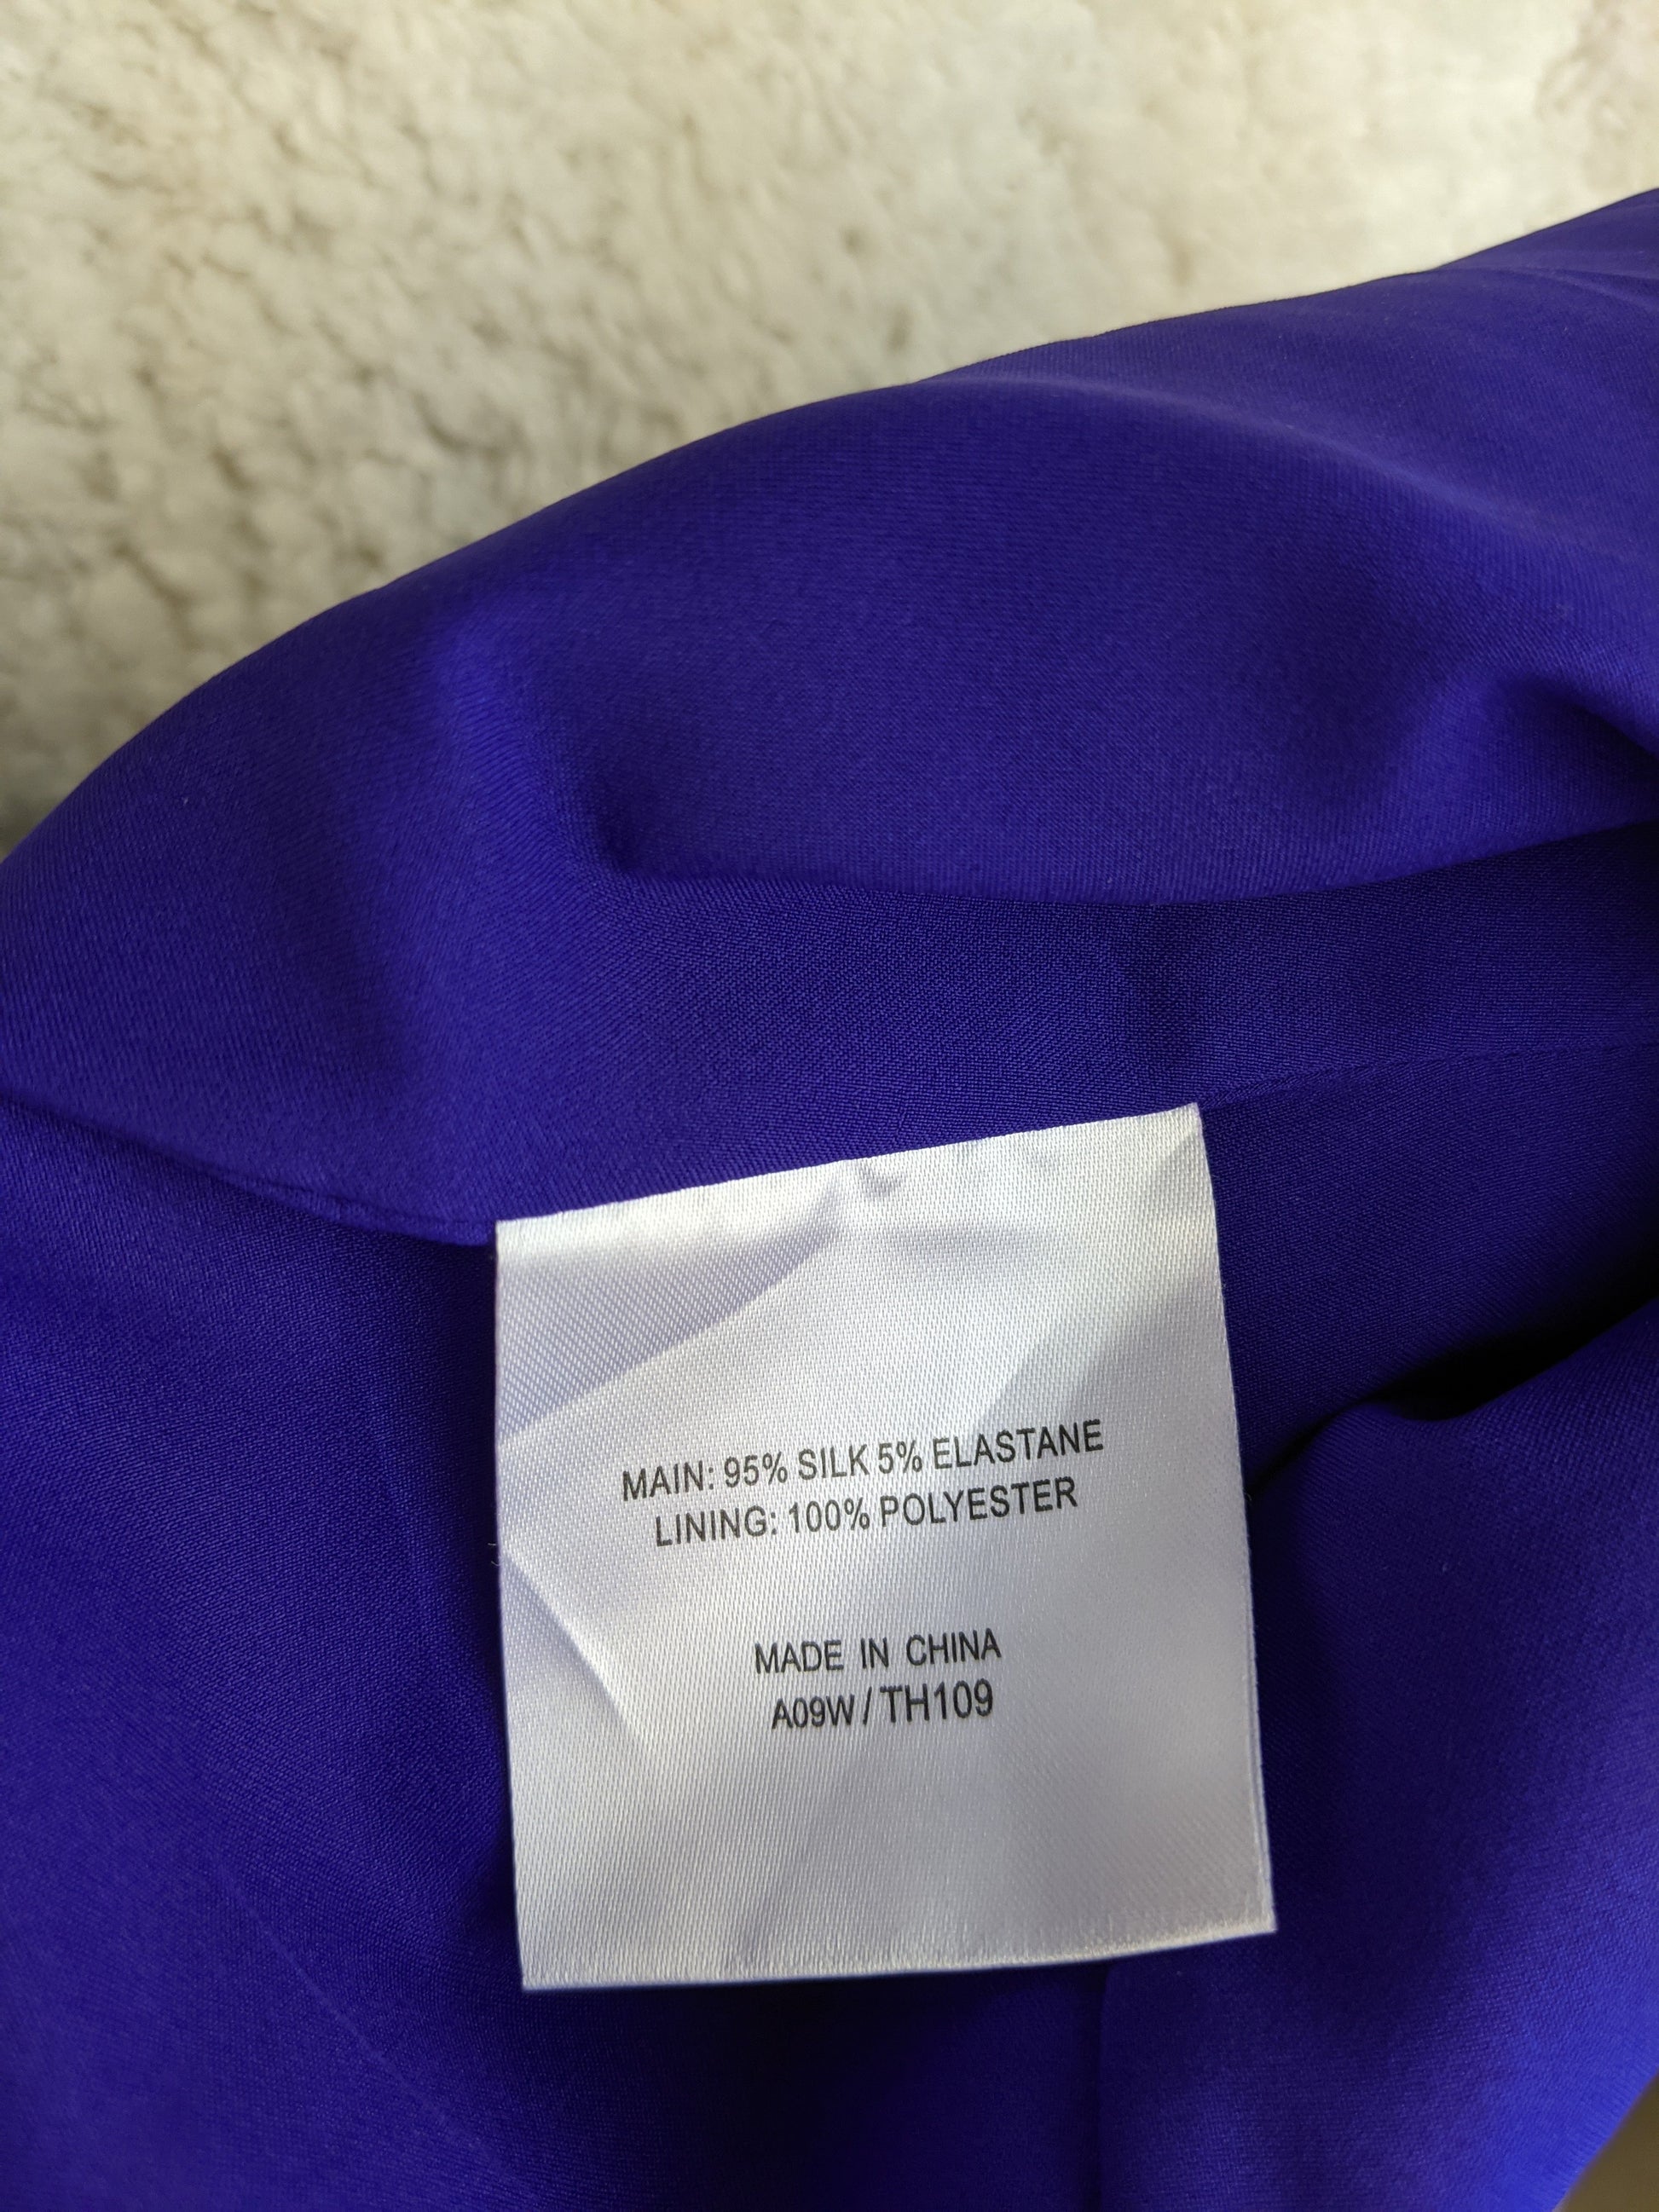 MAIN: 95% SILK 5% ELASTANE
LINING: 100% POLYESTER
MADE IN CHINA
A09W / TH109